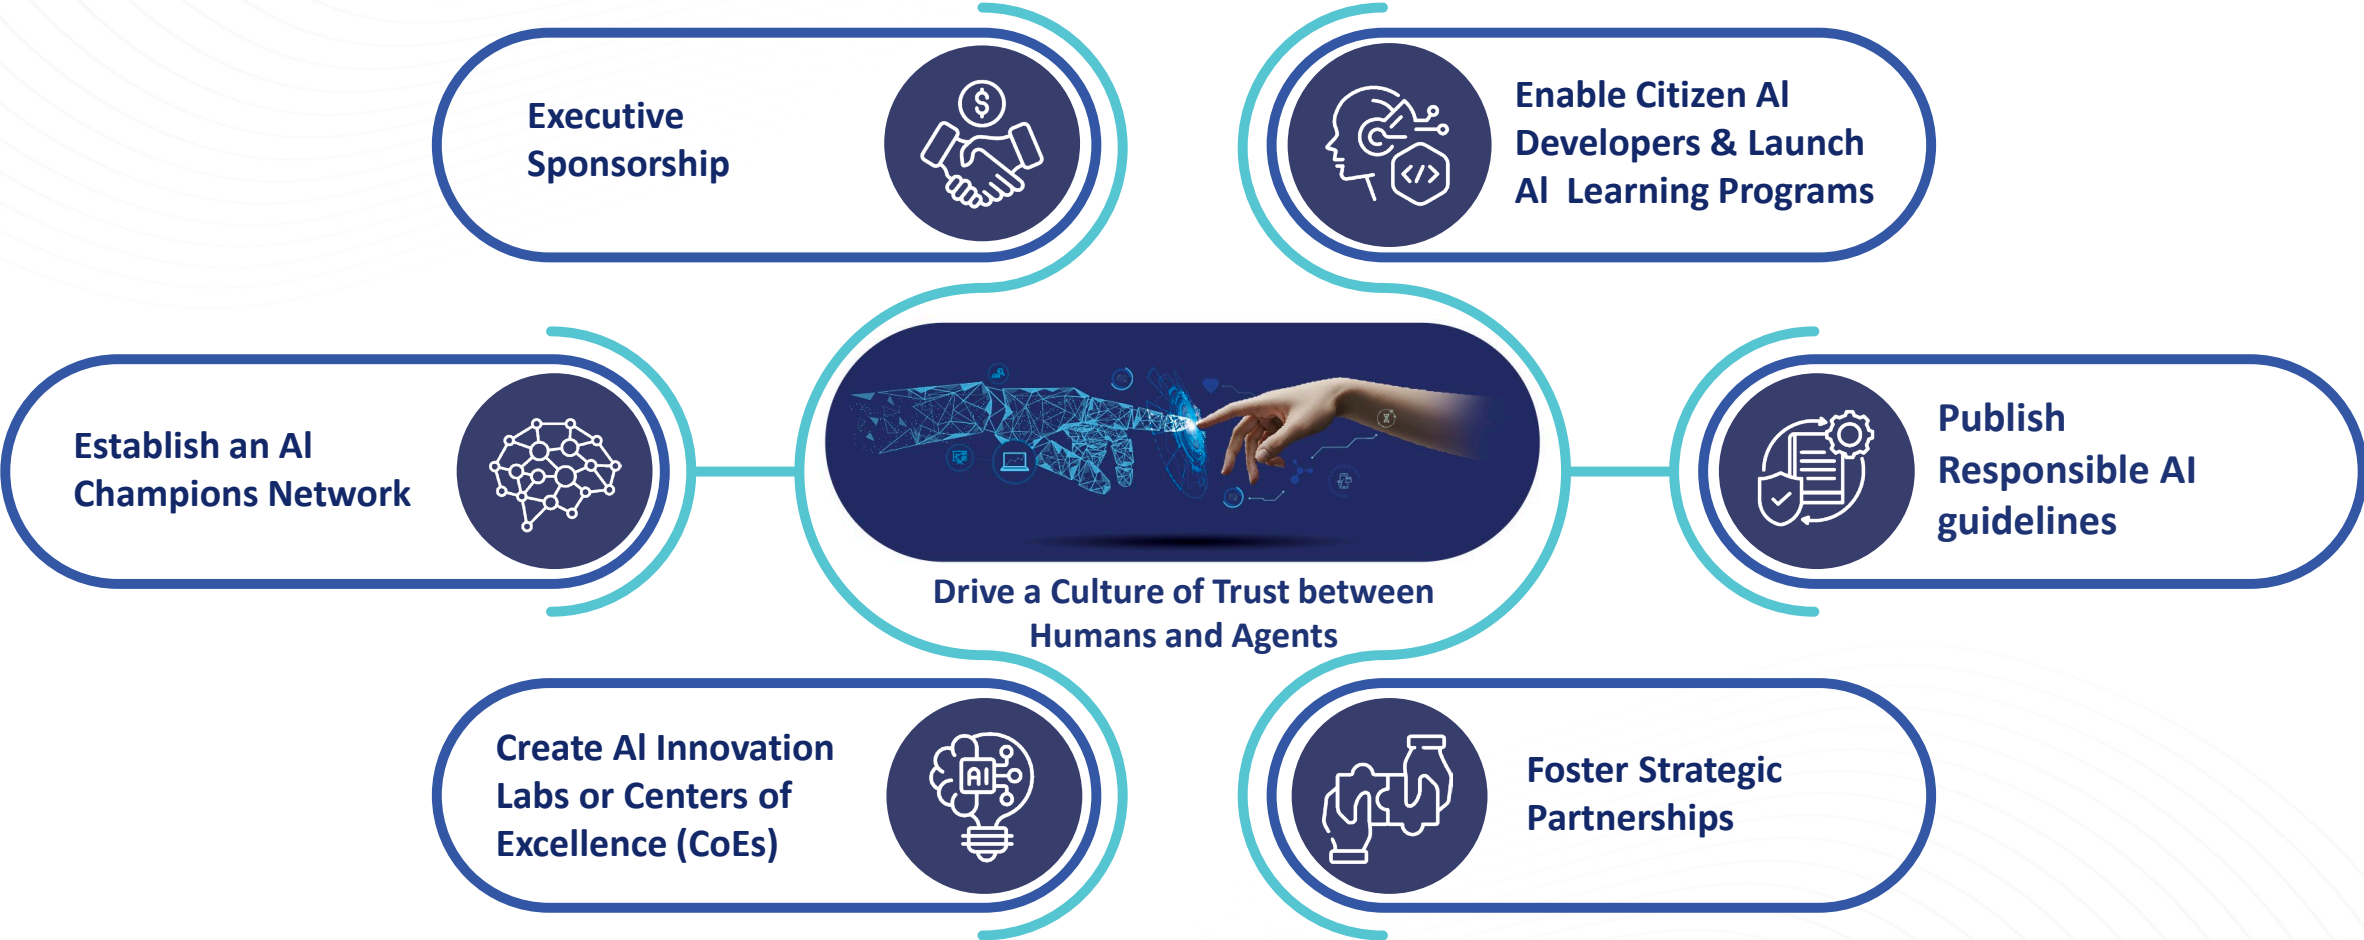 Executive
Sponsorship
Enable Citizen AI
Developers & Launch
AI Learning Programs
Establish an AI
Champions Network
Publish
Responsible AI
guidelines
Drive a Culture of Trust between
Humans and Agents
Create AI Innovation
Labs or Centers of
Excellence (CoEs)
AI
Foster Strategic
Partnerships